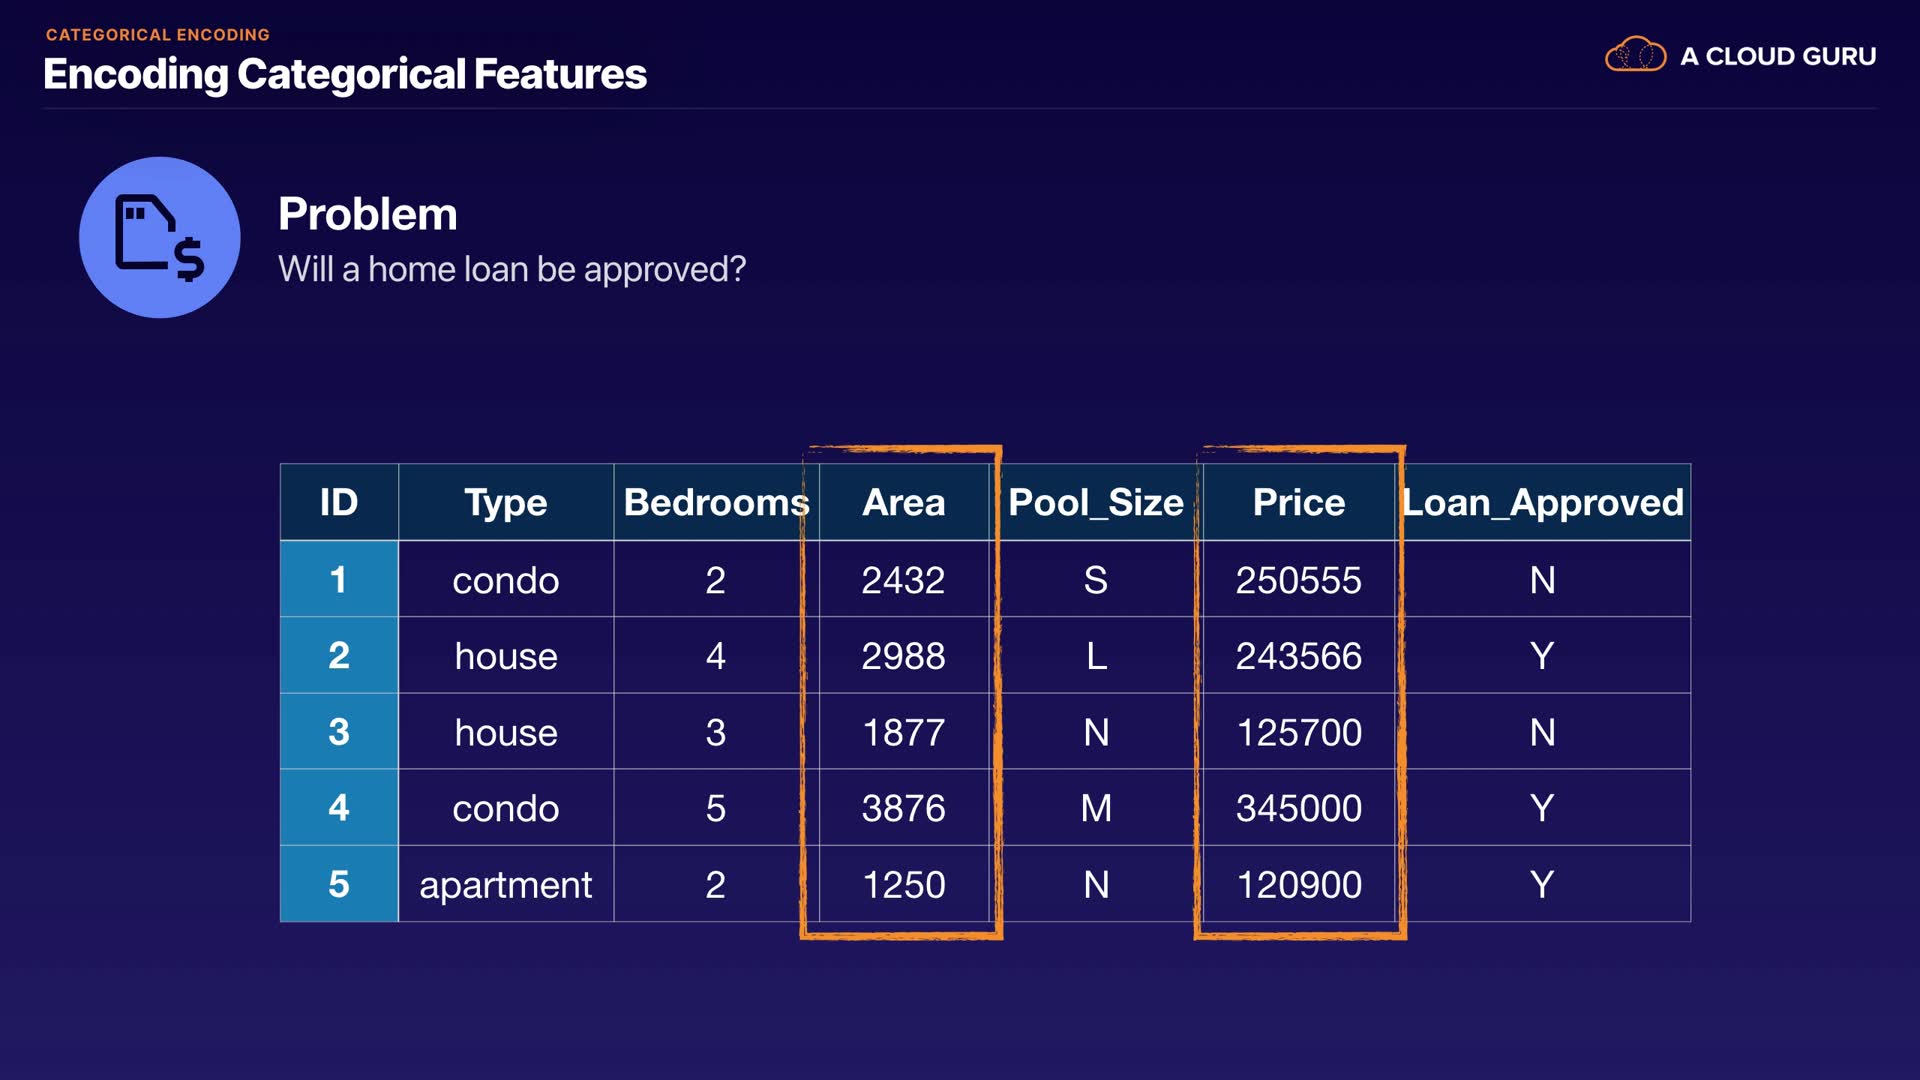 CATEGORICAL ENCODING
Encoding Categorical Features
A CLOUD GURU
Problem
Will a home loan be approved?
ID Type Bedrooms Area Pool_Size Price Loan_Approved
1 condo 2 2432 S 250555 N
2 house 4 2988 L 243566 Y
3 house 3 1877 N 125700 N
4 condo 5 3876 M 345000 Y
5 apartment 2 1250 N 120900 Y